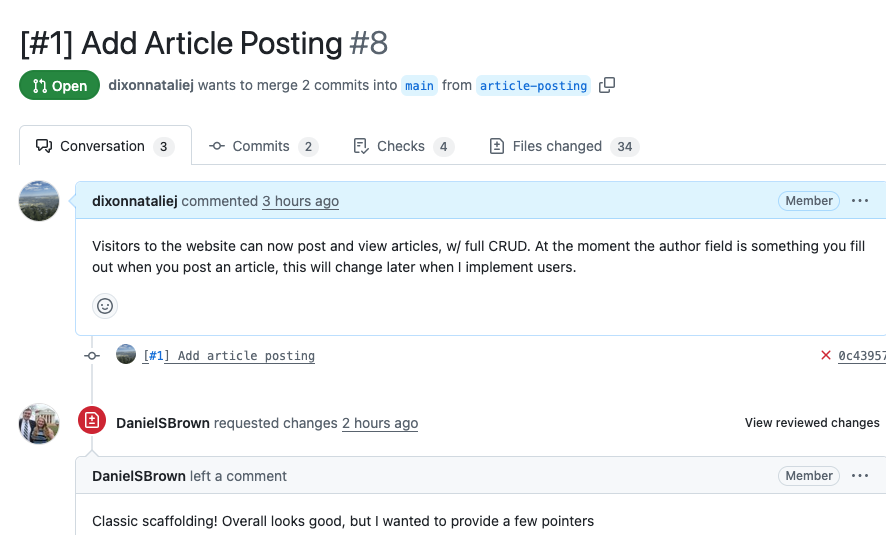 [#1] Add Article Posting #8
Open dixonnataliej wants to merge 2 commits into main from article-posting
Conversation 3 Commits 2 Checks 4 Files changed 34
dixonnataliej commented 3 hours ago Member
Visitors to the website can now post and view articles, w/ full CRUD. At the moment the author field is something you fill
out when you post an article, this will change later when I implement users.
[#1] Add article posting 0c43957
DanielSBrown requested changes 2 hours ago View reviewed changes
DanielSBrown left a comment Member
Classic scaffolding! Overall looks good, but I wanted to provide a few pointers